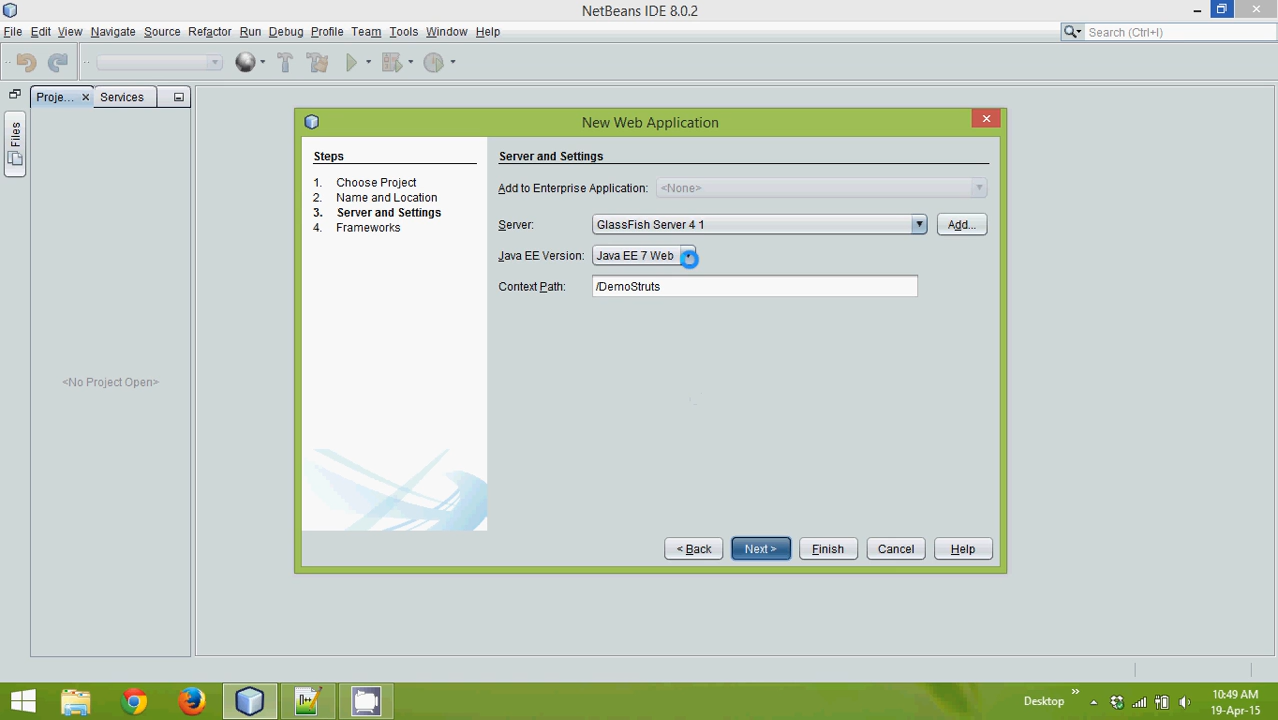 NetBeans IDE 8.0.2
File Edit View Navigate Source Refactor Run Debug Profile Team Tools Window Help
Search (Ctrl+I)
Proje... Services
Files
<No Project Open>
New Web Application
Steps
1. Choose Project
2. Name and Location
3. Server and Settings
4. Frameworks
Server and Settings
Add to Enterprise Application: <None>
Server: GlassFish Server 4 1 Add...
Java EE Version: Java EE 7 Web
Context Path: /DemoStruts
< Back Next > Finish Cancel Help
Desktop
10:49 AM
19-Apr-15